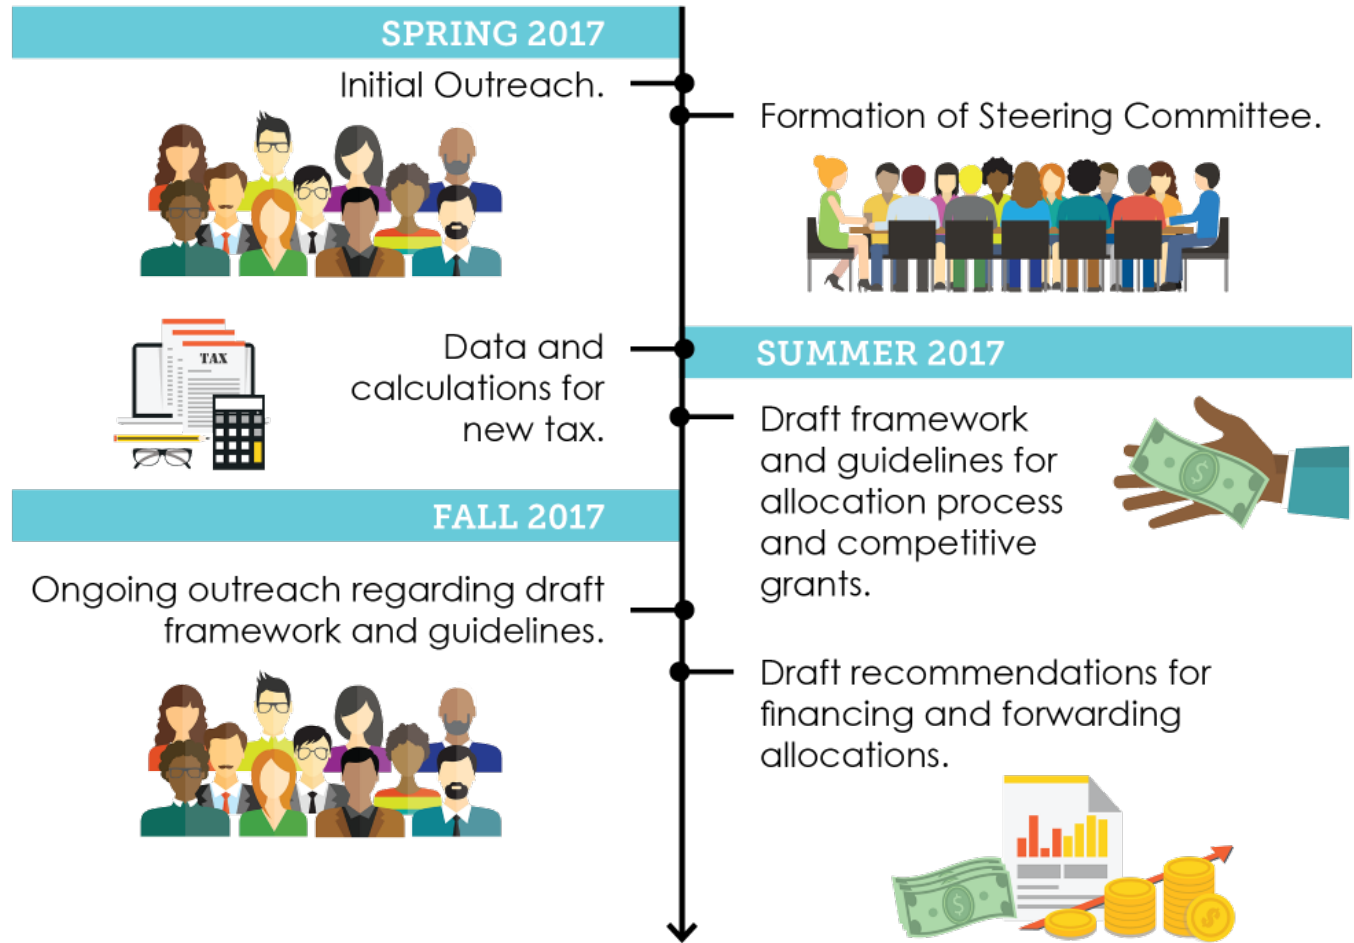 SPRING 2017
Initial Outreach.
Formation of Steering Committee.
SUMMER 2017
Data and
calculations for
new tax.
TAX
Draft framework
and guidelines for
allocation process
and competitive
grants.
FALL 2017
Ongoing outreach regarding draft
framework and guidelines.
Draft recommendations for
financing and forwarding
allocations.